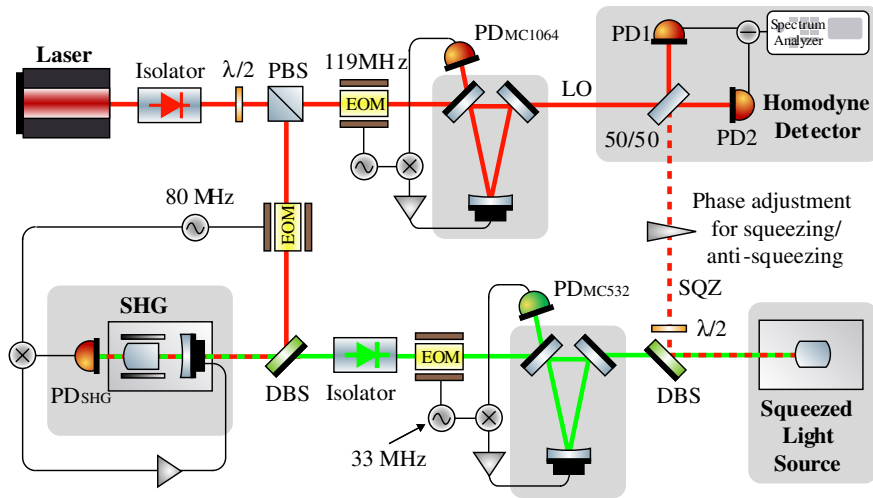 Laser
Isolator
λ/2
PBS
119MHz
EOM
PDMC1064
LO
PD1
Spectrum
Analyzer
50/50
PD2
Homodyne
Detector
80 MHz
EOM
Phase adjustment
for squeezing/
anti-squeezing
SHG
PDSHG
DBS
Isolator
EOM
33 MHz
PDMC532
SQZ
λ/2
DBS
Squeezed
Light
Source